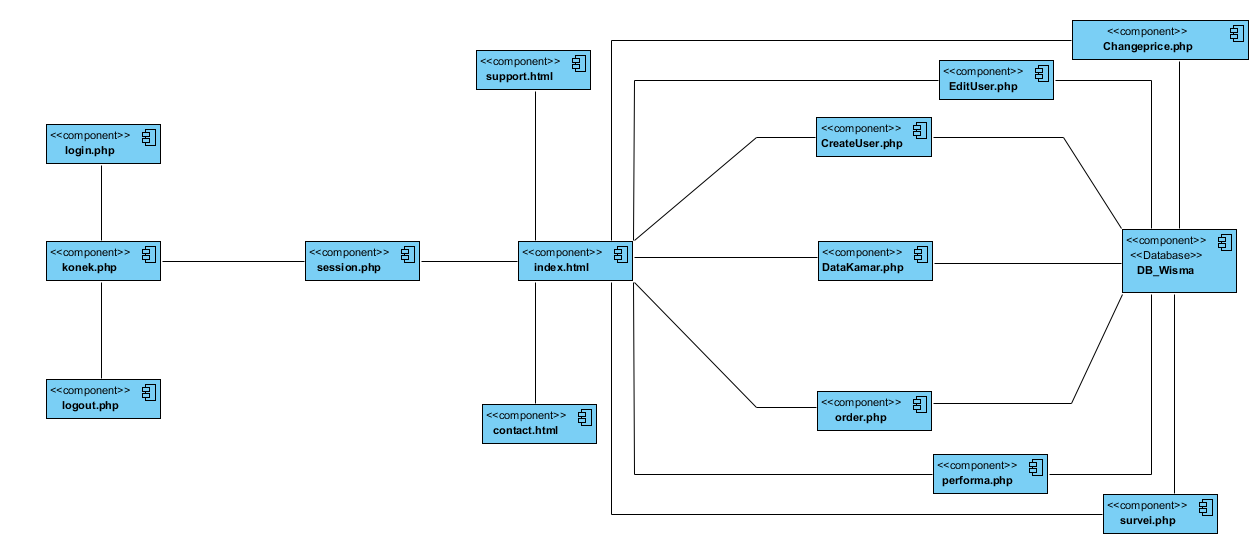 <<component>>
Changeprice.php
<<component>>
support.html
<<component>>
EditUser.php
<<component>>
login.php
<<component>>
CreateUser.php
<<component>>
konek.php
<<component>>
session.php
<<component>>
index.html
<<component>>
DataKamar.php
<<component>>
<<Database>>
DB_Wisma
<<component>>
logout.php
<<component>>
contact.html
<<component>>
order.php
<<component>>
performa.php
<<component>>
survei.php